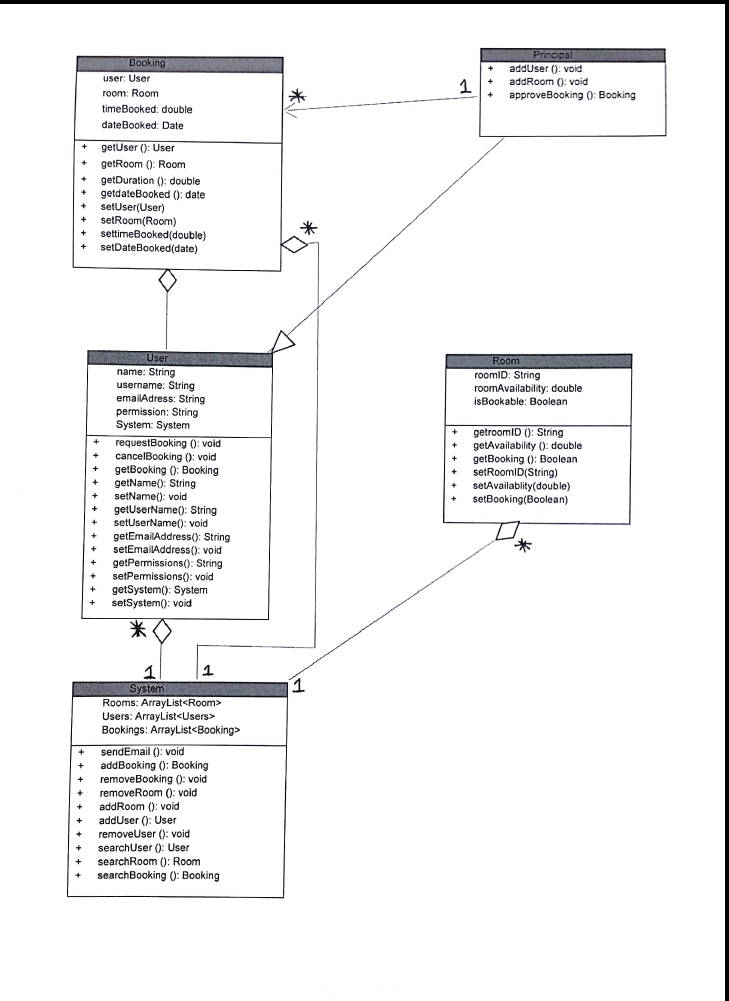 Booking
user: User
room: Room
timeBooked: double
dateBooked: Date
+ getUser (): User
+ getRoom (): Room
+ getDuration (): double
+ getdateBooked (): date
+ setUser(User)
+ setRoom(Room)
+ settimeBooked(double)
+ setDateBooked(date)
*
*
1
Principal
+ addUser (): void
+ addRoom (): void
+ approveBooking (): Booking
User
name: String
username: String
emailAdress: String
permission: String
System: System
+ requestBooking (): void
+ cancelBooking (): void
+ getBooking (): Booking
+ getName(): String
+ setName(): void
+ getUserName(): String
+ setUserName(): void
+ getEmailAddress(): String
+ setEmailAddress(): void
+ getPermissions(): String
+ setPermissions(): void
+ getSystem(): System
+ setSystem(): void
Room
roomID: String
roomAvailability: double
isBookable: Boolean
+ getroomID (): String
+ getAvailability (): double
+ getBooking (): Boolean
+ setRoomID(String)
+ setAvailablity(double)
+ setBooking(Boolean)
*
*
1
1
1
System
Rooms: ArrayList<Room>
Users: ArrayList<Users>
Bookings: ArrayList<Booking>
+ sendEmail (): void
+ addBooking (): Booking
+ removeBooking (): void
+ removeRoom (): void
+ addRoom (): void
+ addUser (): User
+ removeUser (): void
+ searchUser (): User
+ searchRoom (): Room
+ searchBooking (): Booking